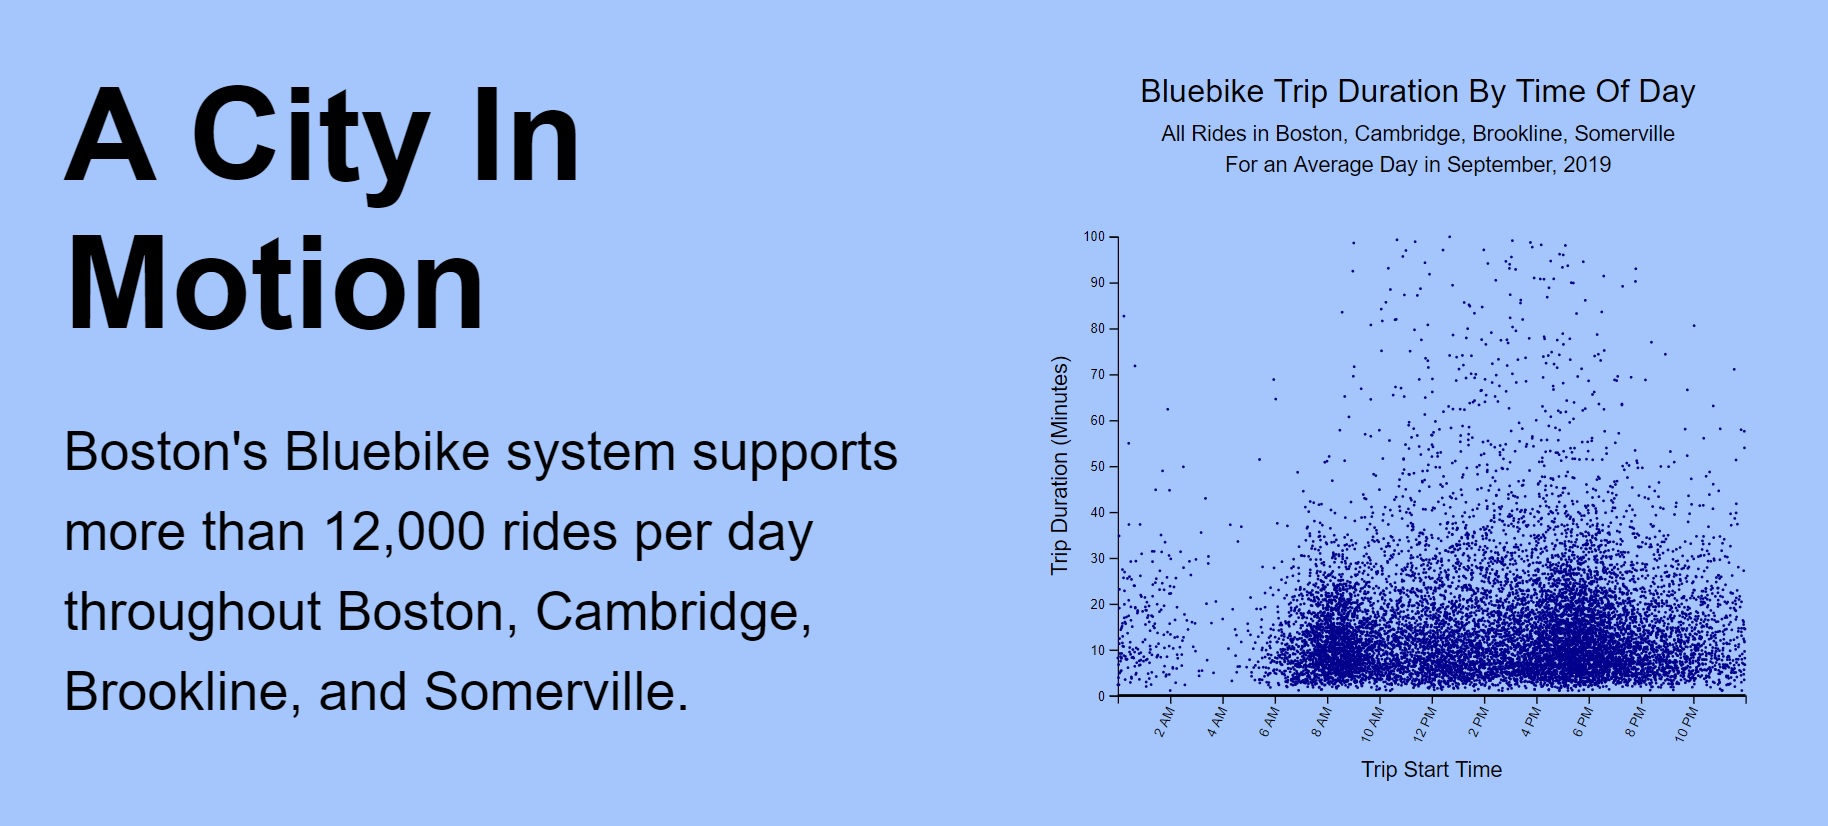 A City In
Motion
Boston's Bluebike system supports
more than 12,000 rides per day
throughout Boston, Cambridge,
Brookline, and Somerville.
Bluebike Trip Duration By Time Of Day
All Rides in Boston, Cambridge, Brookline, Somerville
For an Average Day in September, 2019
Trip Duration (Minutes)
100
90
80
70
60
50
40
30
20
10
0
2 AM
4 AM
6 AM
8 AM
10 AM
12 PM
2 PM
4 PM
6 PM
8 PM
10 PM
Trip Start Time